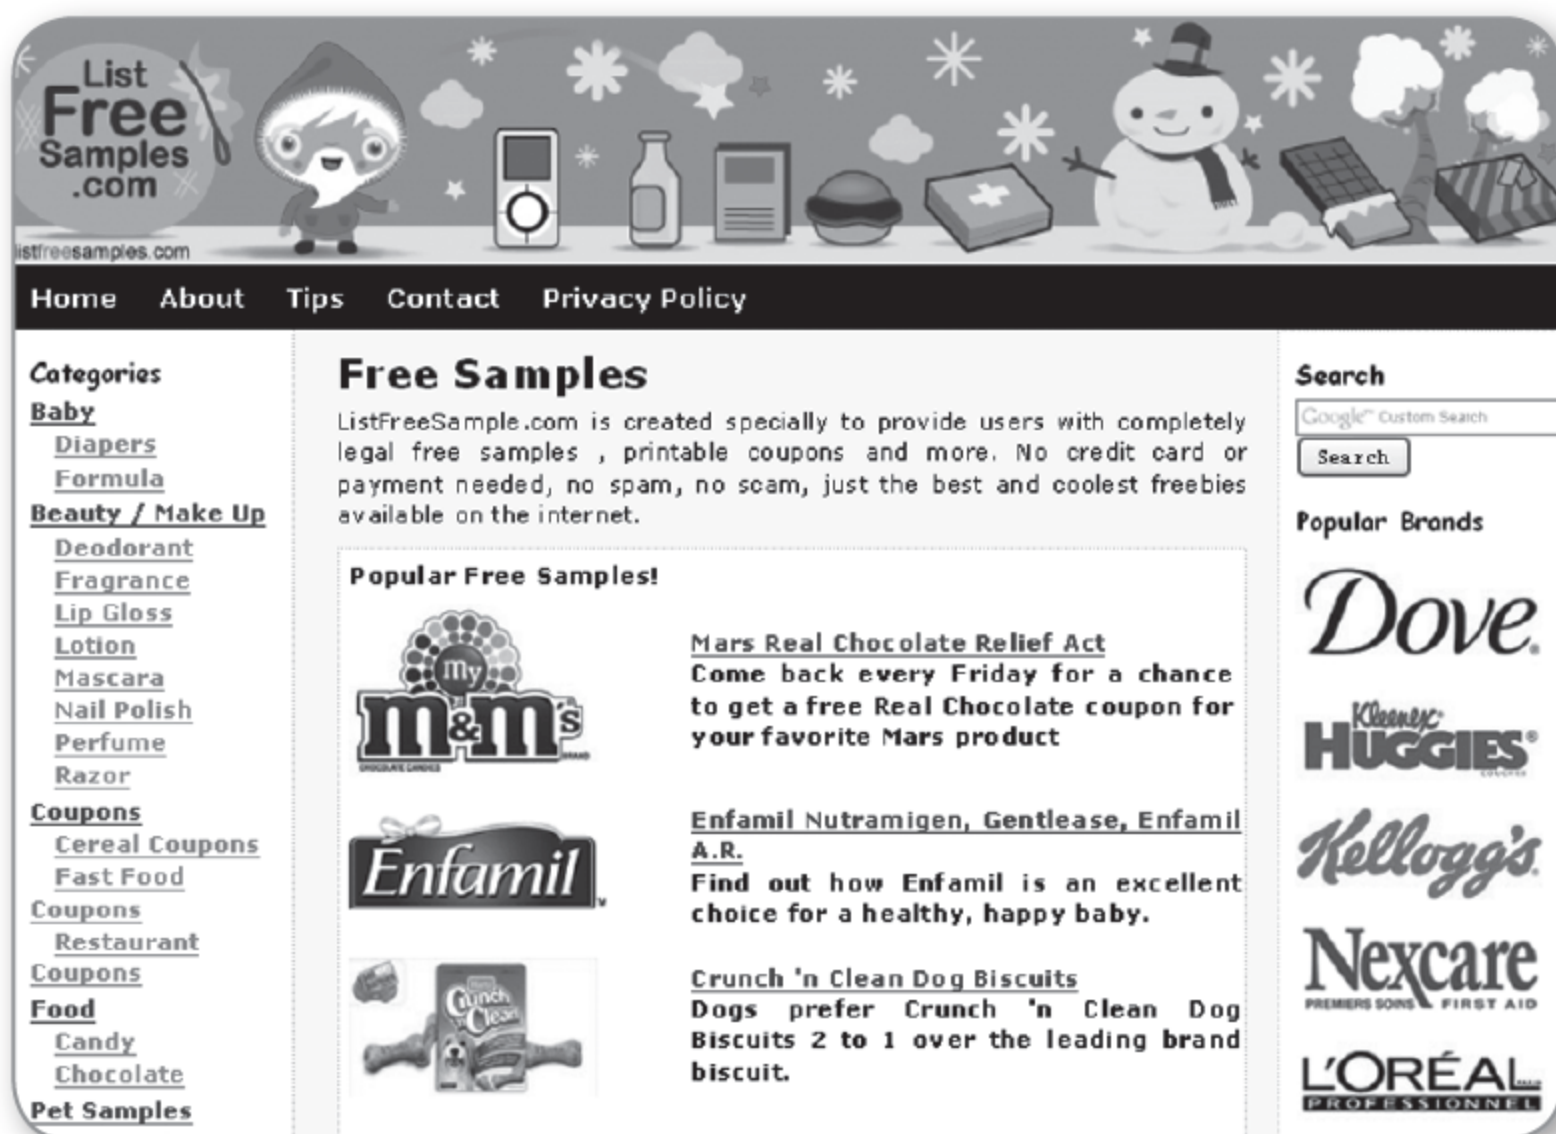 List
Free
Samples
.com
listfreesamples.com
Home About Tips Contact Privacy Policy
Categories
Baby
Diapers
Formula
Beauty / Make Up
Deodorant
Fragrance
Lip Gloss
Lotion
Mascara
Nail Polish
Perfume
Razor
Coupons
Cereal Coupons
Fast Food
Coupons
Restaurant
Coupons
Food
Candy
Chocolate
Pet Samples
Free Samples
ListFreeSample.com is created specially to provide users with completely
legal free samples , printable coupons and more. No credit card or
payment needed, no spam, no scam, just the best and coolest freebies
available on the internet.
Popular Free Samples!
my
m&m's
BRAND
CHOCOLATE CANDIES
Mars Real Chocolate Relief Act
Come back every Friday for a chance
to get a free Real Chocolate coupon for
your favorite Mars product
Enfamil
Enfamil Nutramigen, Gentlease, Enfamil
A.R.
Find out how Enfamil is an excellent
choice for a healthy, happy baby.
Crunch
'n Clean
Crunch 'n Clean Dog Biscuits
Dogs prefer Crunch 'n Clean Dog
Biscuits 2 to 1 over the leading brand
biscuit.
Search
Google™ Custom Search
Search
Popular Brands
Dove®
Kleenex®
HUGGIES®
Kellogg's®
Nexcare
PREMIERS SOINS FIRST AID
L'ORÉAL
PROFESSIONNEL